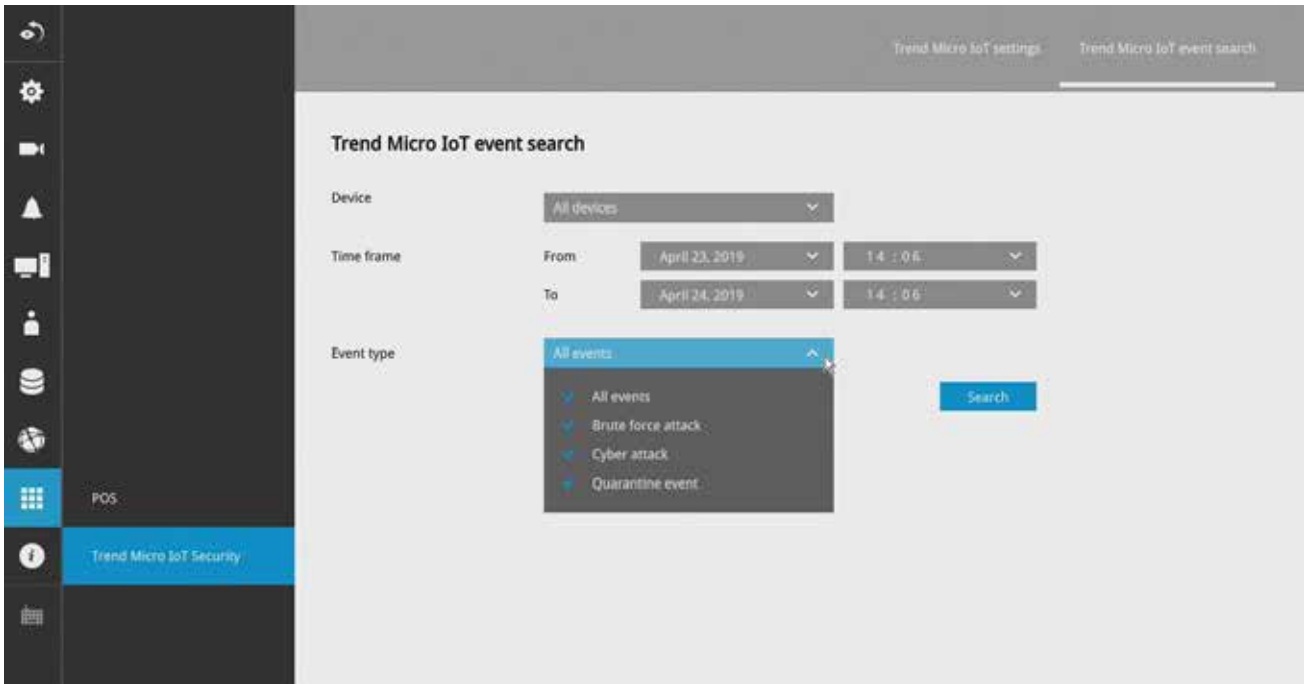 Trend Micro IoT settings Trend Micro IoT event search
Trend Micro IoT event search
Device All devices
Time frame From April 23, 2019 14 : 06
To April 24, 2019 14 : 06
Event type All events
All events
Search
Brute force attack
Cyber attack
Quarantine event
POS
Trend Micro IoT Security